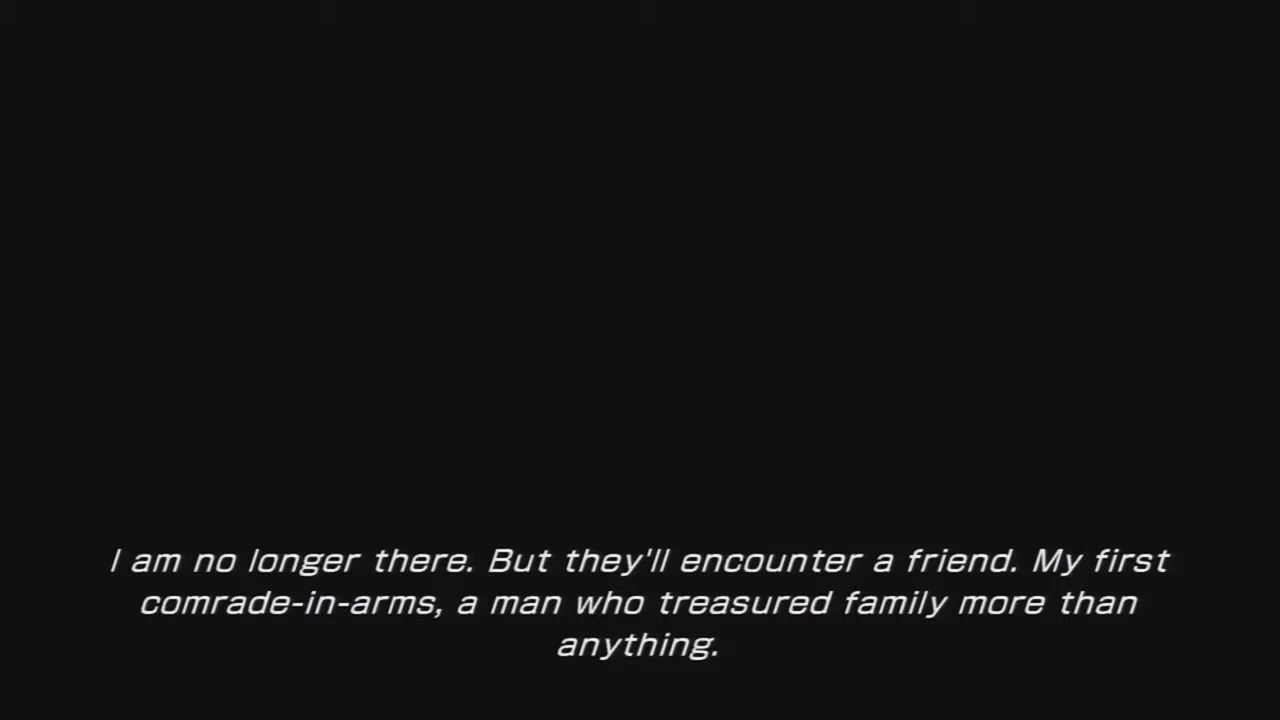 I am no longer there. But they'll encounter a friend. My first
comrade-in-arms, a man who treasured family more than
anything.